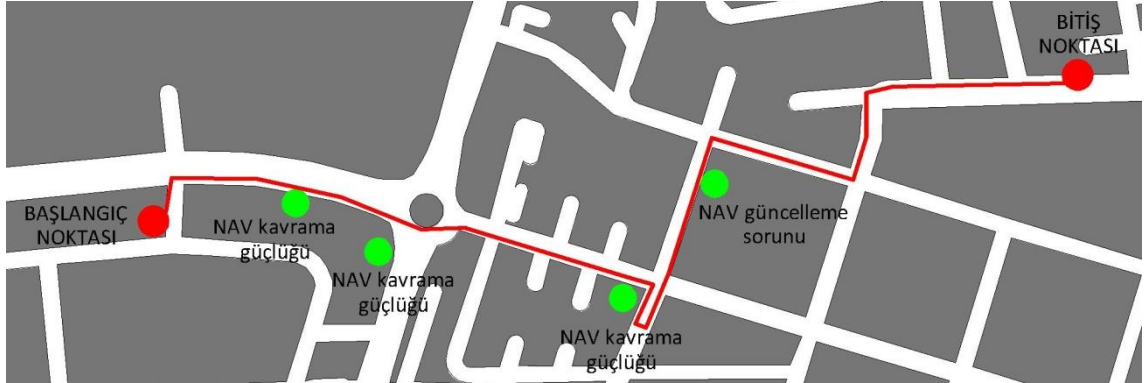 BİTİŞ
NOKTASI
BAŞLANGIÇ
NOKTASI
NAV kavrama
güçlüğü
NAV kavrama
güçlüğü
NAV kavrama
güçlüğü
NAV güncelleme
sorunu